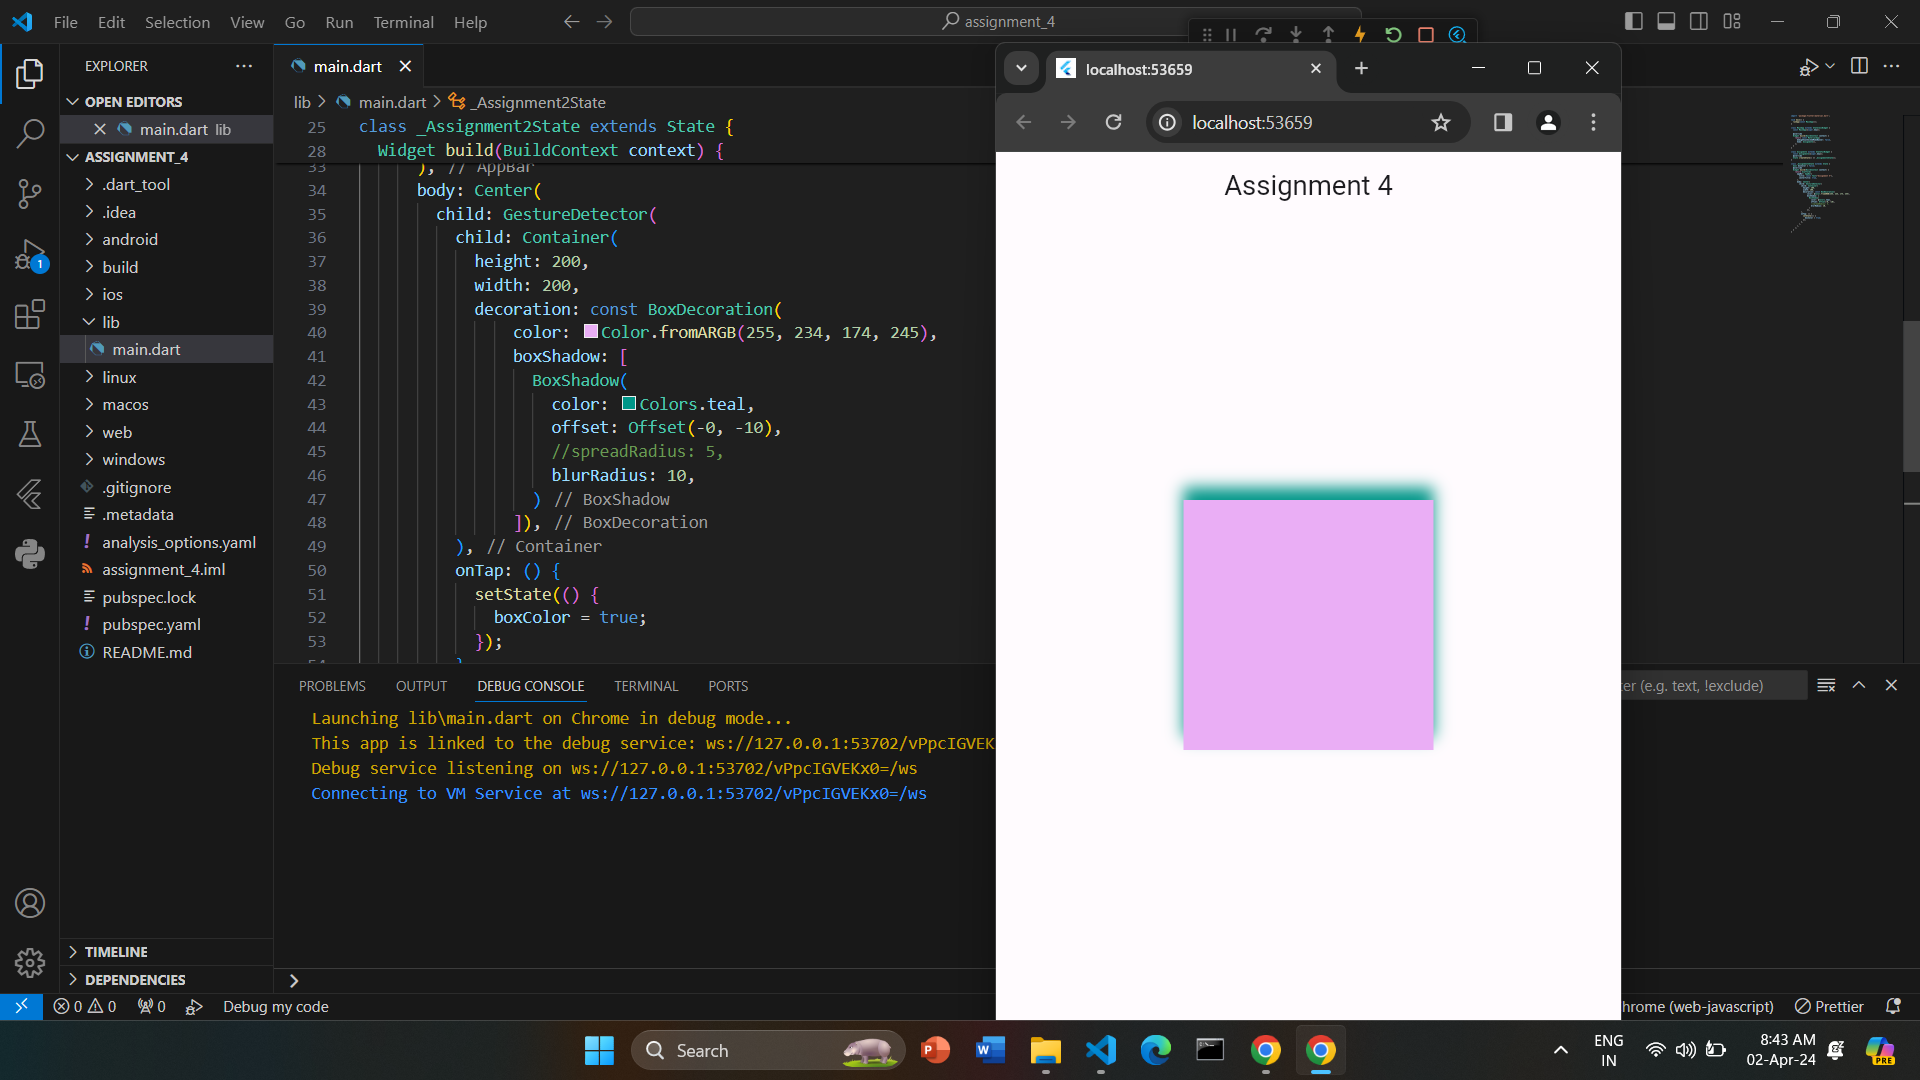 File Edit Selection View Go Run Terminal Help
assignment_4
EXPLORER
OPEN EDITORS
main.dart lib
ASSIGNMENT_4
.dart_tool
.idea
android
build
ios
lib
main.dart
linux
macos
web
windows
.gitignore
.metadata
analysis_options.yaml
assignment_4.iml
pubspec.lock
pubspec.yaml
README.md
TIMELINE
DEPENDENCIES
main.dart
lib > main.dart > _Assignment2State
25 class _Assignment2State extends State {
28 Widget build(BuildContext context) {
33 ), // AppBar
34 body: Center(
35 child: GestureDetector(
36 child: Container(
37 height: 200,
38 width: 200,
39 decoration: const BoxDecoration(
40 color: Color.fromARGB(255, 234, 174, 245),
41 boxShadow: [
42 BoxShadow(
43 color: Colors.teal,
44 offset: Offset(-0, -10),
45 //spreadRadius: 5,
46 blurRadius: 10,
47 ) // BoxShadow
48 ]), // BoxDecoration
49 ), // Container
50 onTap: () {
51 setState(() {
52 boxColor = true;
53 });
PROBLEMS OUTPUT DEBUG CONSOLE TERMINAL PORTS
er (e.g. text, !exclude)
Launching lib\main.dart on Chrome in debug mode...
This app is linked to the debug service: ws://127.0.0.1:53702/vPpcIGVEK
Debug service listening on ws://127.0.0.1:53702/vPpcIGVEKx0=/ws
Connecting to VM Service at ws://127.0.0.1:53702/vPpcIGVEKx0=/ws
localhost:53659
localhost:53659
Assignment 4
1
0 0 0 Debug my code
hrome (web-javascript) Prettier
Search
ENG
IN
8:43 AM
02-Apr-24
PRE